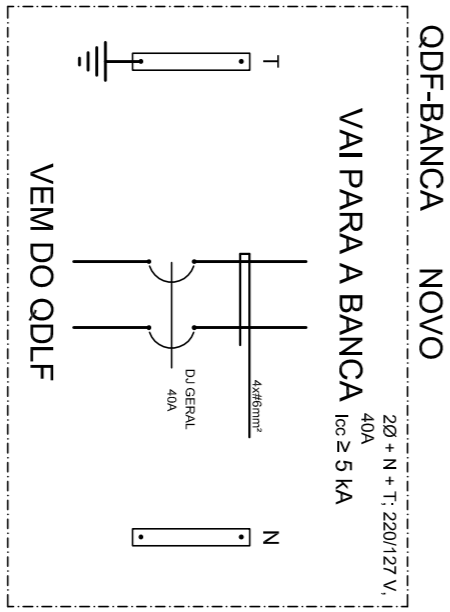 QDF-BANCA NOVO
2Ø + N + T; 220/127 V,
40A
Icc ≥ 5 kA
VAI PARA A BANCA
T
N
4x#6mm²
DJ GERAL
40A
VEM DO QDLF